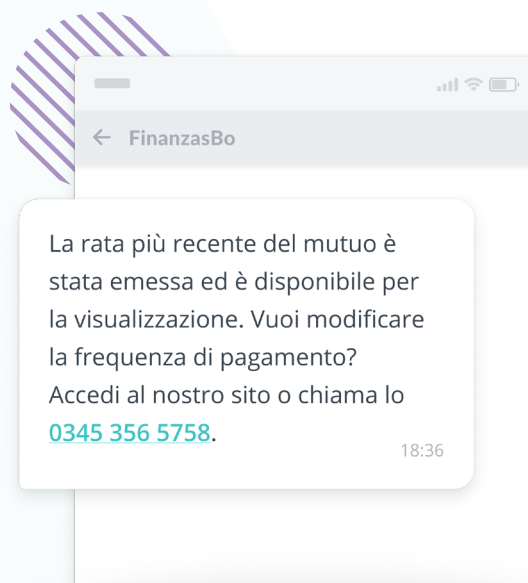 FinanzasBo
La rata più recente del mutuo è
stata emessa ed è disponibile per
la visualizzazione. Vuoi modificare
la frequenza di pagamento?
Accedi al nostro sito o chiama lo
0345 356 5758.
18:36